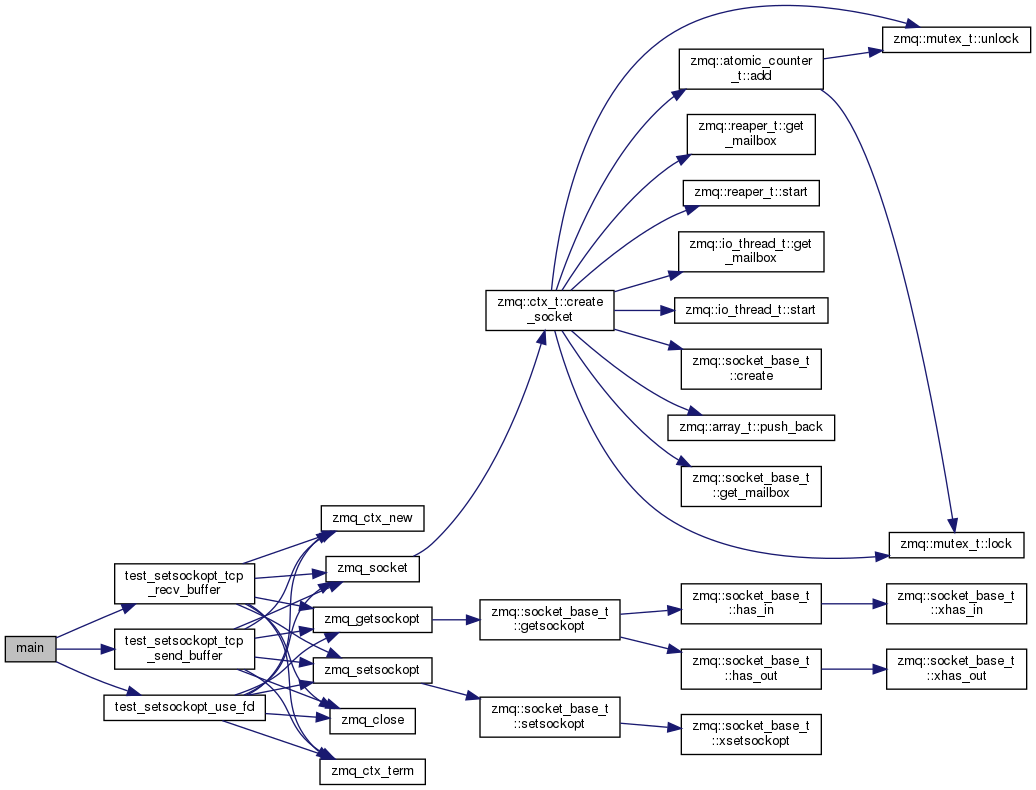 main
test_setsockopt_tcp
_recv_buffer
test_setsockopt_tcp
_send_buffer
test_setsockopt_use_fd
zmq_ctx_new
zmq_socket
zmq_getsockopt
zmq_setsockopt
zmq_close
zmq_ctx_term
zmq::ctx_t::create
_socket
zmq::socket_base_t
::getsockopt
zmq::socket_base_t
::setsockopt
zmq::atomic_counter
_t::add
zmq::reaper_t::get
_mailbox
zmq::reaper_t::start
zmq::io_thread_t::get
_mailbox
zmq::io_thread_t::start
zmq::socket_base_t
::create
zmq::array_t::push_back
zmq::socket_base_t
::get_mailbox
zmq::socket_base_t
::has_in
zmq::socket_base_t
::has_out
zmq::socket_base_t
::xsetsockopt
zmq::mutex_t::unlock
zmq::mutex_t::lock
zmq::socket_base_t
::xhas_in
zmq::socket_base_t
::xhas_out